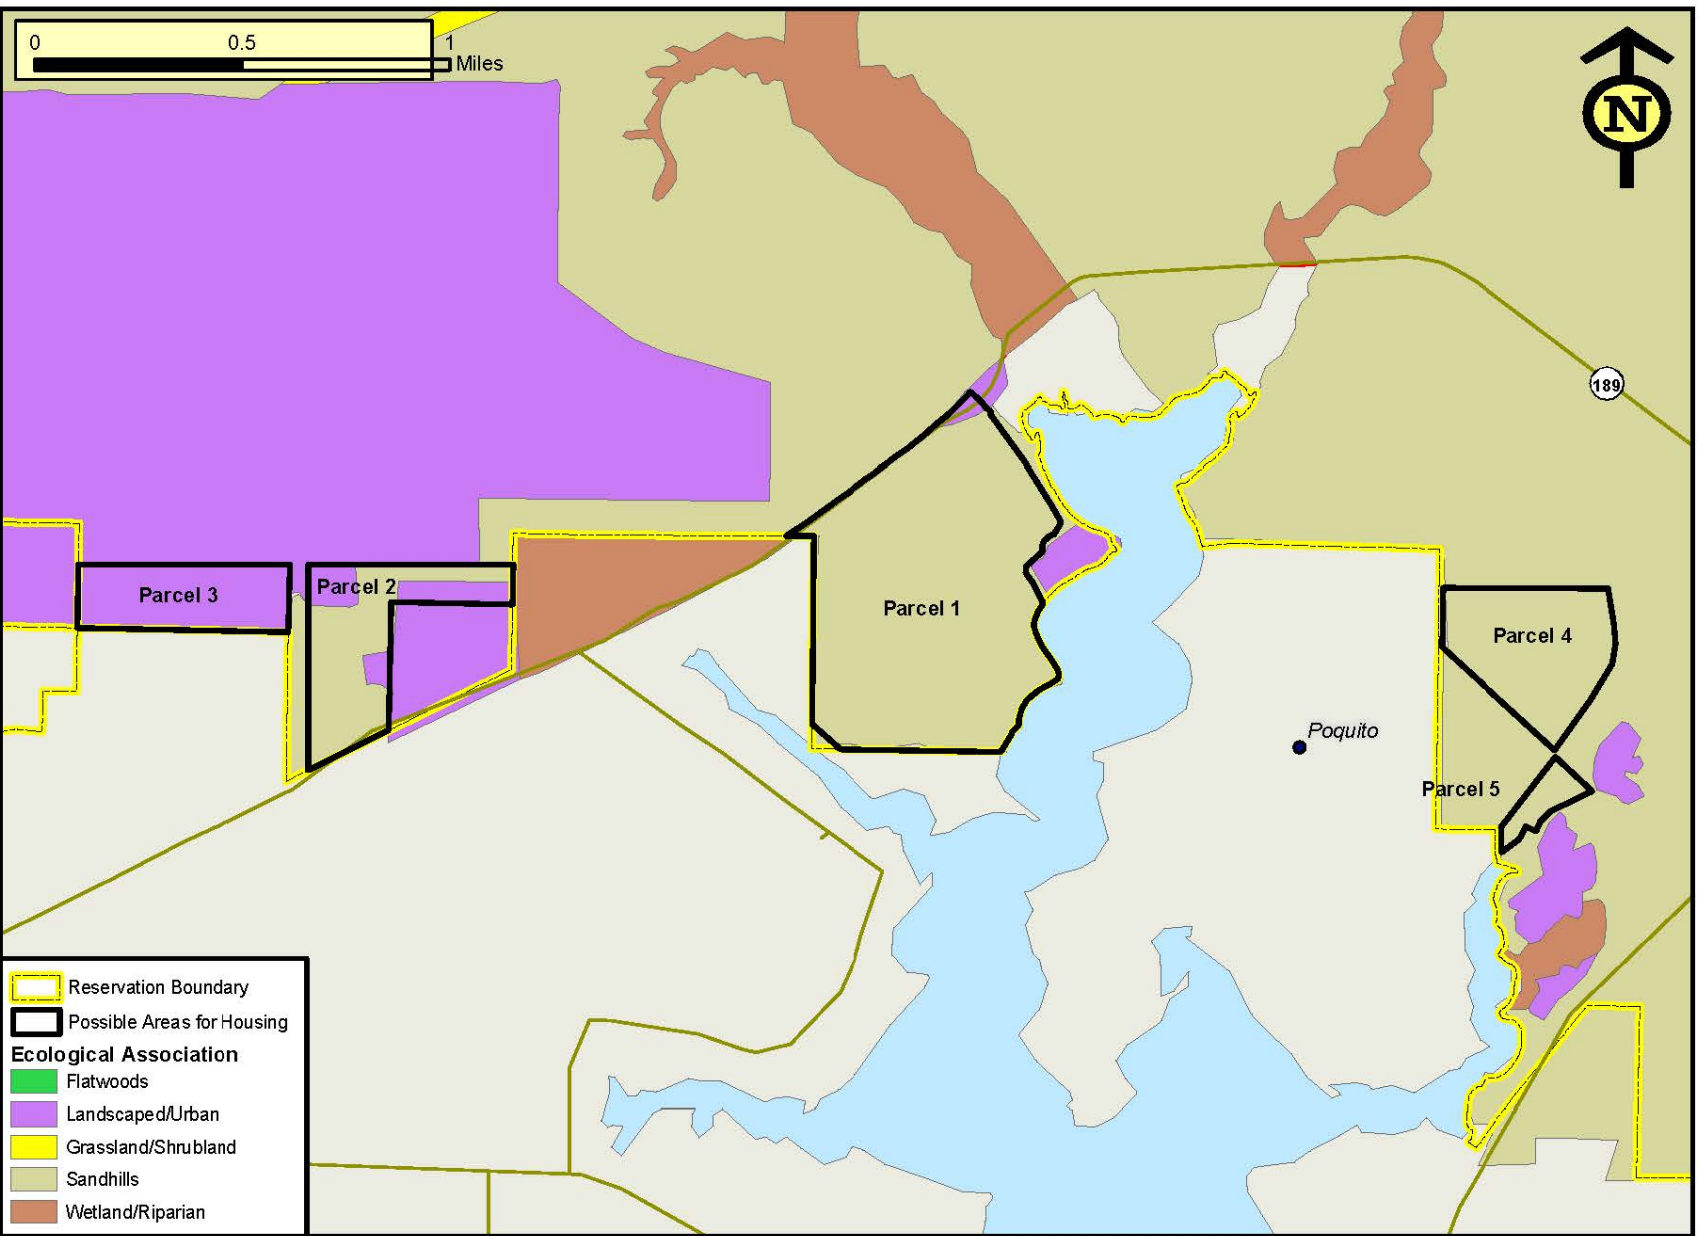 0 0.5 1
Miles
N
189
Parcel 3
Parcel 2
Parcel 1
Parcel 4
Poquito
Parcel 5
Reservation Boundary
Possible Areas for Housing
Ecological Association
Flatwoods
Landscaped/Urban
Grassland/Shrubland
Sandhills
Wetland/Riparian